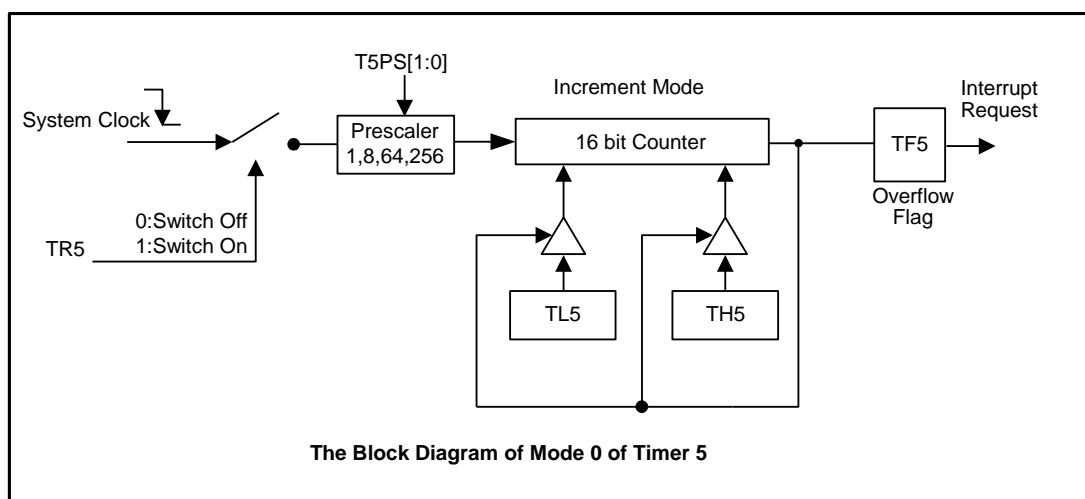 T5PS[1:0]
Increment Mode
Interrupt
Request
System Clock
Prescaler
1,8,64,256
16 bit Counter
TF5
Overflow
Flag
0:Switch Off
1:Switch On
TR5
TL5
TH5
The Block Diagram of Mode 0 of Timer 5